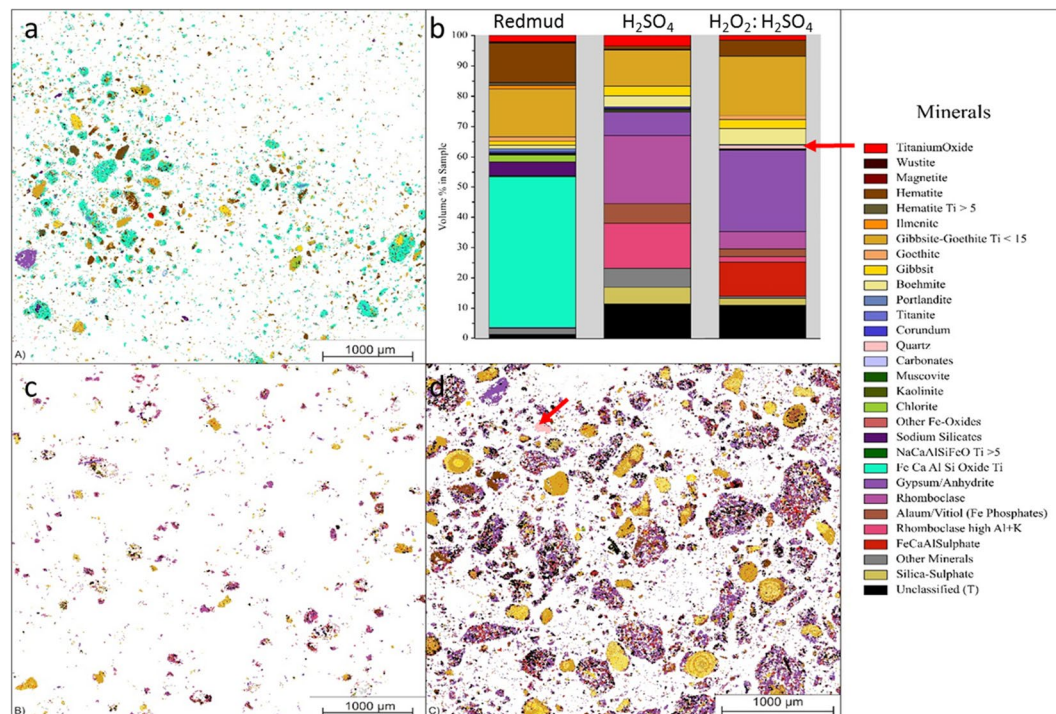 a
A)
1000 µm
b
Redmud
H₂SO₄
H₂O₂: H₂SO₄
Volume % in Sample
100
90
80
70
60
50
40
30
20
10
0
Minerals
TitaniumOxide
Wustite
Magnetite
Hematite
Hematite Ti > 5
Ilmenite
Gibbsite-Goethite Ti < 15
Goethite
Gibbsit
Boehmite
Portlandite
Titanite
Corundum
Quartz
Carbonates
Muscovite
Kaolinite
Chlorite
Other Fe-Oxides
Sodium Silicates
NaCaAlSiFeO Ti >5
Fe Ca Al Si Oxide Ti
Gypsum/Anhydrite
Rhomboclase
Alaum/Vitiol (Fe Phosphates)
Rhomboclase high Al+K
FeCaAlSulphate
Other Minerals
Silica-Sulphate
Unclassified (T)
c
B)
1000 µm
d
C)
1000 µm